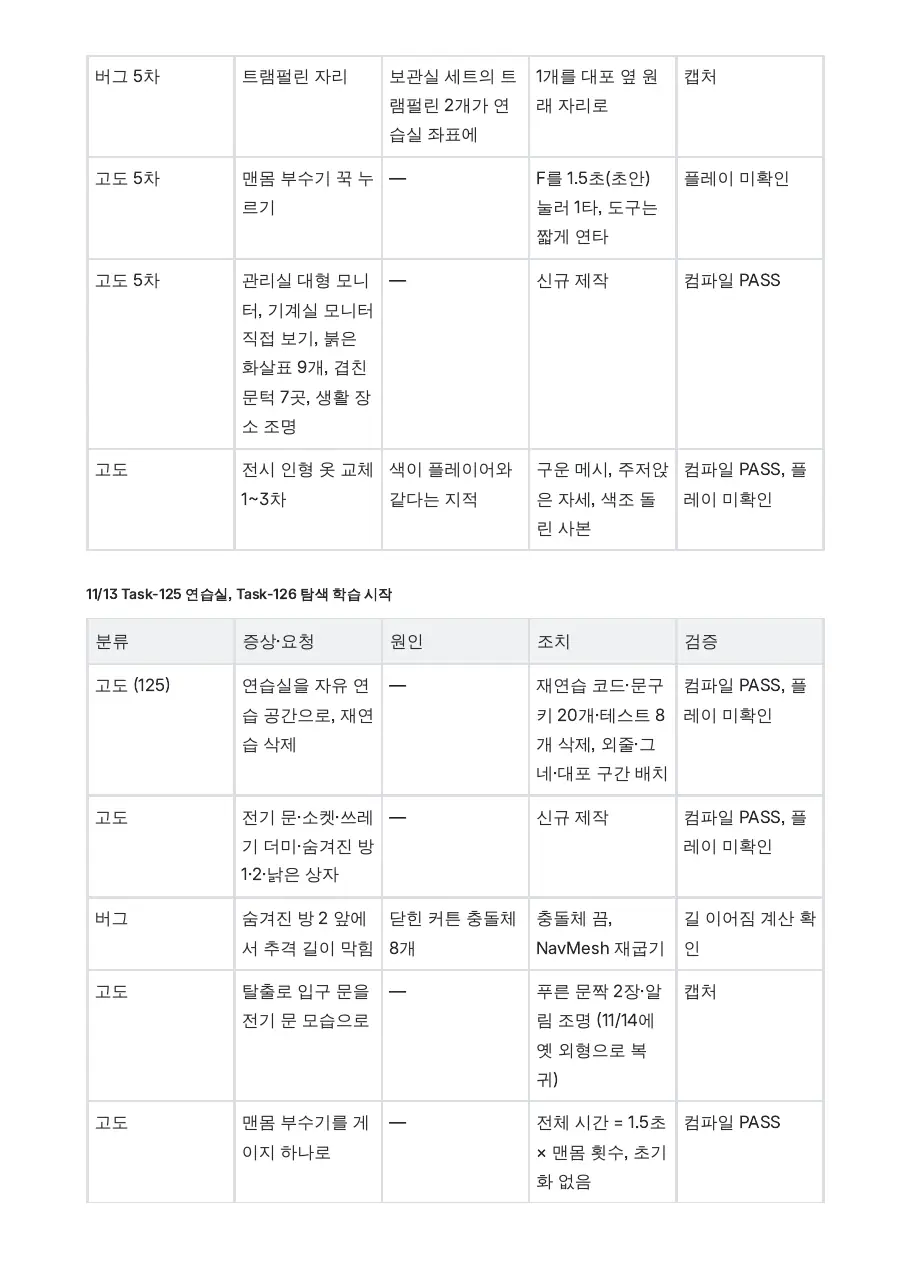 버그 5차
트램펄린 자리
보관실 세트의 트
램펄린 2개가 연
습실 좌표에
1개를 대포 옆 원
래 자리로
캡처
고도 5차
맨몸 부수기 꾹 누
르기
—
F를 1.5초(초안)
눌러 1타, 도구는
짧게 연타
플레이 미확인
고도 5차
관리실 대형 모니
터, 기계실 모니터
직접 보기, 붉은
화살표 9개, 겹친
문턱 7곳, 생활 장
소 조명
—
신규 제작
컴파일 PASS
고도
전시 인형 옷 교체
1~3차
색이 플레이어와
같다는 지적
구운 메시, 주저앉
은 자세, 색조 돌
린 사본
컴파일 PASS, 플
레이 미확인
11/13 Task-125 연습실, Task-126 탐색 학습 시작
분류
증상·요청
원인
조치
검증
고도 (125)
연습실을 자유 연
습 공간으로, 재연
습 삭제
—
재연습 코드·문구
키 20개·테스트 8
개 삭제, 외줄·그
네·대포 구간 배치
컴파일 PASS, 플
레이 미확인
고도
전기 문·소켓·쓰레
기 더미·숨겨진 방
1·2·낡은 상자
—
신규 제작
컴파일 PASS, 플
레이 미확인
버그
숨겨진 방 2 앞에
서 추격 길이 막힘
닫힌 커튼 충돌체
8개
충돌체 끔,
NavMesh 재굽기
길 이어짐 계산 확
인
고도
탈출로 입구 문을
전기 문 모습으로
—
푸른 문짝 2장·알
림 조명 (11/14에
옛 외형으로 복
귀)
캡처
고도
맨몸 부수기를 게
이지 하나로
—
전체 시간 = 1.5초
× 맨몸 횟수, 초기
화 없음
컴파일 PASS